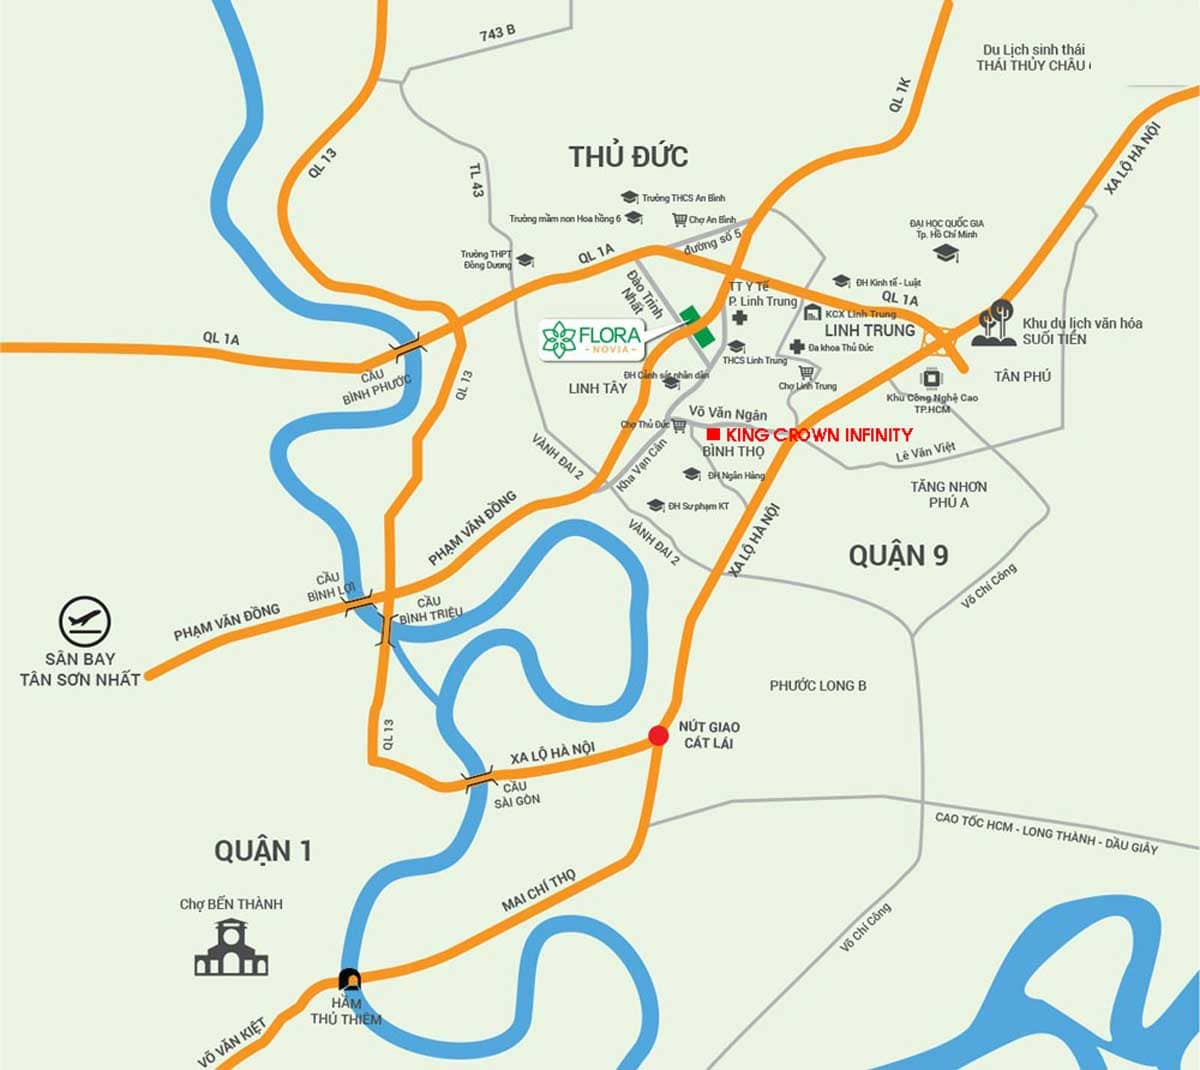 743 B
Du Lịch sinh thái
THÁI THỦY CHÂU
QL 1K
XA LỘ HÀ NỘI
QL 13
THỦ ĐỨC
TL 43
Trường THCS An Bình
Trường mầm non Hoa hồng 6
Chợ An Bình
ĐẠI HỌC QUỐC GIA
Tp. Hồ Chí Minh
đường số 5
QL 1A
Trường THPT
Đông Dương
Đào Trinh
Nhất
TT Y Tế
P. Linh Trung
ĐH Kinh tế - Luật
QL 1A
KCX Linh Trung
LINH TRUNG
Khu du lịch văn hóa
SUỐI TIÊN
QL 1A
FLORA
- NOVIA -
THCS Linh Trung
Đa khoa Thủ Đức
CẦU
BÌNH PHƯỚC
QL 13
LINH TÂY
ĐH Cảnh sát nhân dân
Chợ Linh Trung
TÂN PHÚ
Khu Công Nghệ Cao
TP.HCM
Võ Văn Ngân
Chợ Thủ Đức
KING CROWN INFINITY
BÌNH THỌ
VÀNH ĐAI 2
Kha Vạn Cân
Lê Văn Việt
ĐH Ngân Hàng
TĂNG NHƠN
PHÚ A
ĐH Sư phạm KT
PHẠM VĂN ĐỒNG
VÀNH ĐAI 2
XA LỘ HÀ NỘI
QUẬN 9
CẦU
BÌNH LỢI
Võ Chí Công
CẦU
BÌNH TRIỆU
PHẠM VĂN ĐỒNG
SÂN BAY
TÂN SƠN NHẤT
PHƯỚC LONG B
QL 13
NÚT GIAO
CÁT LÁI
XA LỘ HÀ NỘI
CẦU
SÀI GÒN
CAO TỐC HCM - LONG THÀNH - DẦU GIÂY
QUẬN 1
MAI CHÍ THỌ
Chợ BẾN THÀNH
Võ Chí Công
HẦM
THỦ THIÊM
VÕ VĂN KIỆT